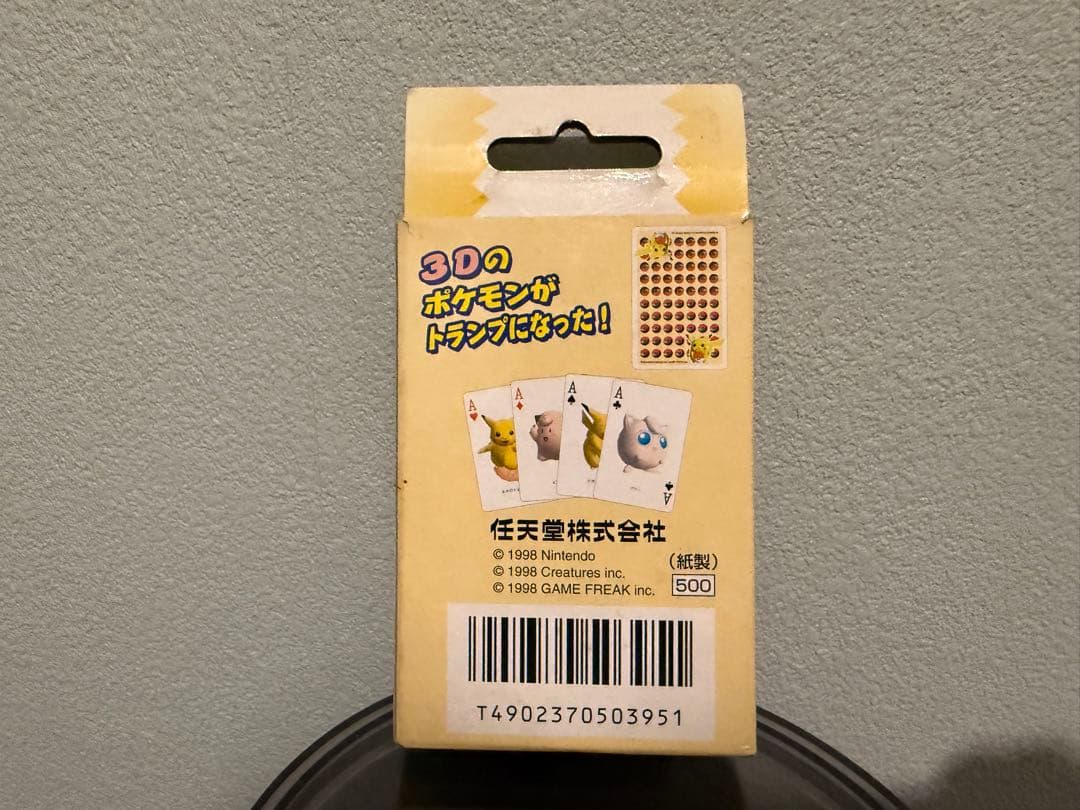 3Dの
ポケモンが
トランプになった!
A
A
A
A
A
任天堂株式会社
© 1998 Nintendo
© 1998 Creatures inc.
© 1998 GAME FREAK inc.
(紙製)
500
T4902370503951